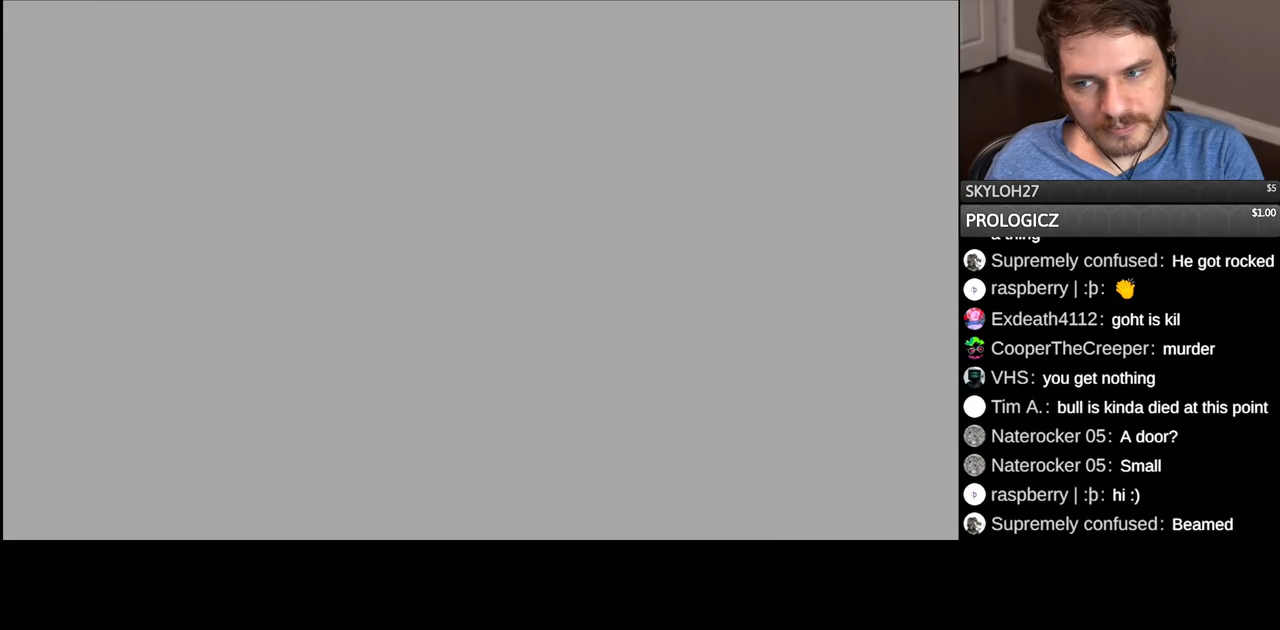 SKYLOH27 $5
PROLOGICZ $1.00
a thing
Supremely confused: He got rocked
raspberry | :þ: 👏
Exdeath4112: goht is kil
CooperTheCreeper: murder
VHS: you get nothing
Tim A.: bull is kinda died at this point
Naterocker 05: A door?
Naterocker 05: Small
raspberry | :þ: hi :)
Supremely confused: Beamed